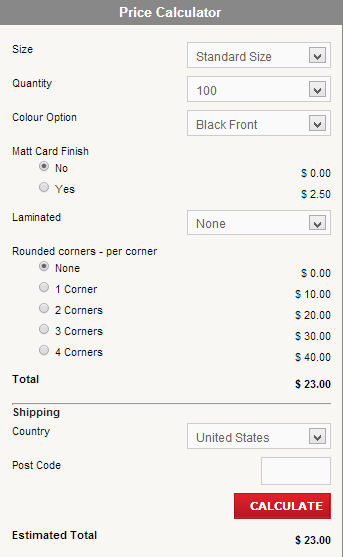 Price Calculator
Size Standard Size
Quantity 100
Colour Option Black Front
Matt Card Finish
No $ 0.00
Yes $ 2.50
Laminated None
Rounded corners - per corner
None $ 0.00
1 Corner $ 10.00
2 Corners $ 20.00
3 Corners $ 30.00
4 Corners $ 40.00
Total $ 23.00
Shipping
Country United States
Post Code
CALCULATE
Estimated Total $ 23.00